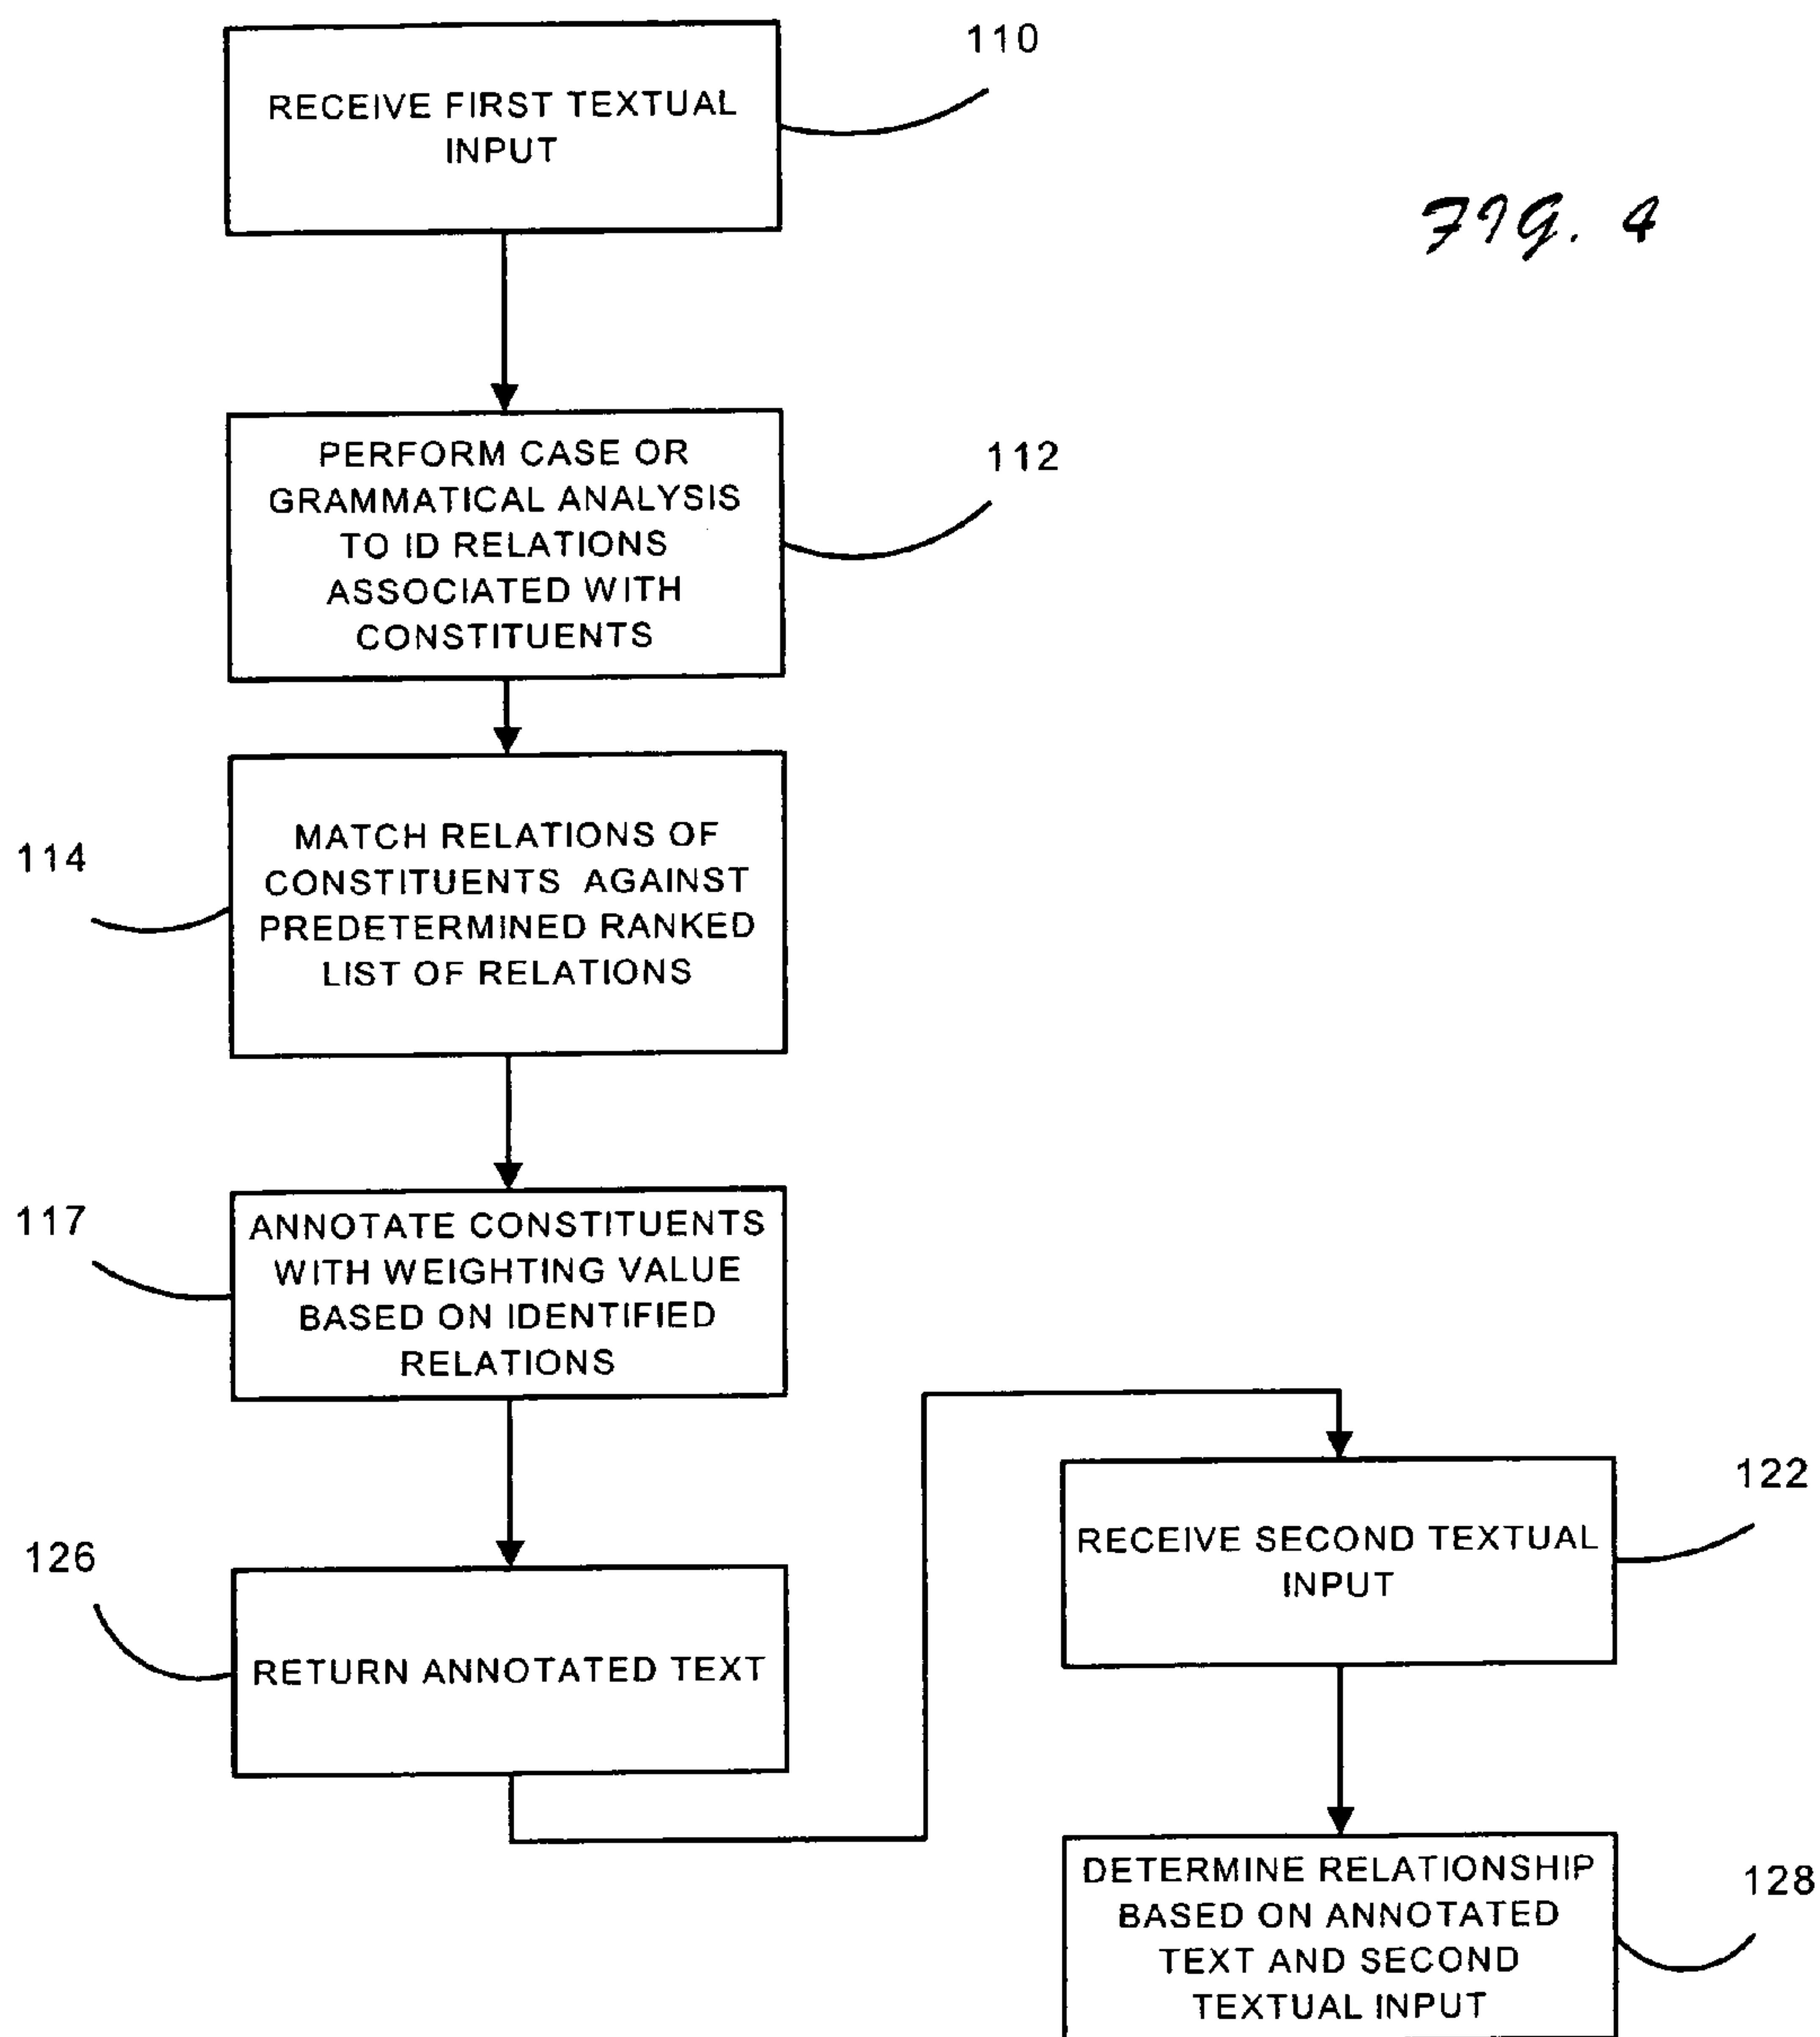 110
RECEIVE FIRST TEXTUAL
INPUT
FIG. 4
112
PERFORM CASE OR
GRAMMATICAL ANALYSIS
TO ID RELATIONS
ASSOCIATED WITH
CONSTITUENTS
114
MATCH RELATIONS OF
CONSTITUENTS AGAINST
PREDETERMINED RANKED
LIST OF RELATIONS
117
ANNOTATE CONSTITUENTS
WITH WEIGHTING VALUE
BASED ON IDENTIFIED
RELATIONS
126
RETURN ANNOTATED TEXT
122
RECEIVE SECOND TEXTUAL
INPUT
128
DETERMINE RELATIONSHIP
BASED ON ANNOTATED
TEXT AND SECOND
TEXTUAL INPUT